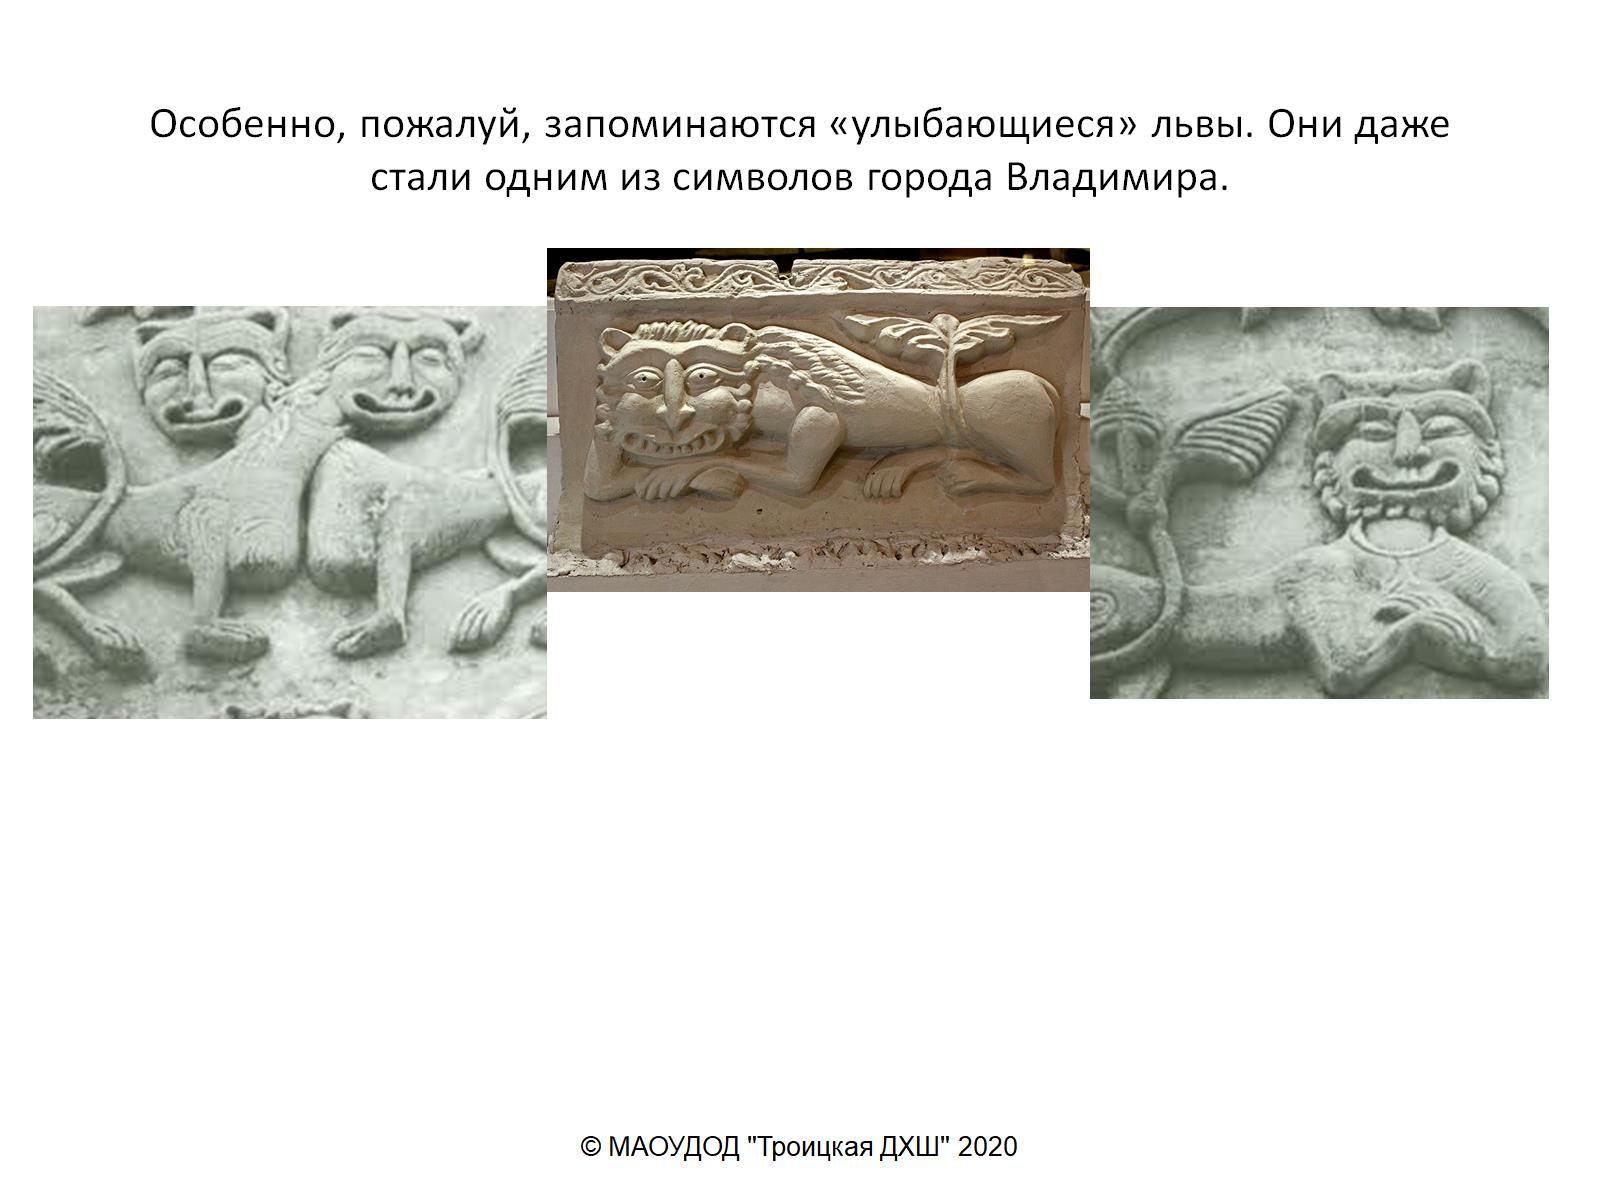 Особенно, пожалуй, запоминаются «улыбающиеся» львы. Они даже
стали одним из символов города Владимира.
© МАОУДОД "Троицкая ДХШ" 2020